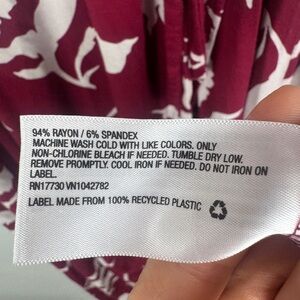 94% RAYON / 6% SPANDEX
MACHINE WASH COLD WITH LIKE COLORS. ONLY
NON-CHLORINE BLEACH IF NEEDED. TUMBLE DRY LOW.
REMOVE PROMPTLY. COOL IRON IF NEEDED. DO NOT IRON ON
LABEL.
RN17730 VN1042782
LABEL MADE FROM 100% RECYCLED PLASTIC